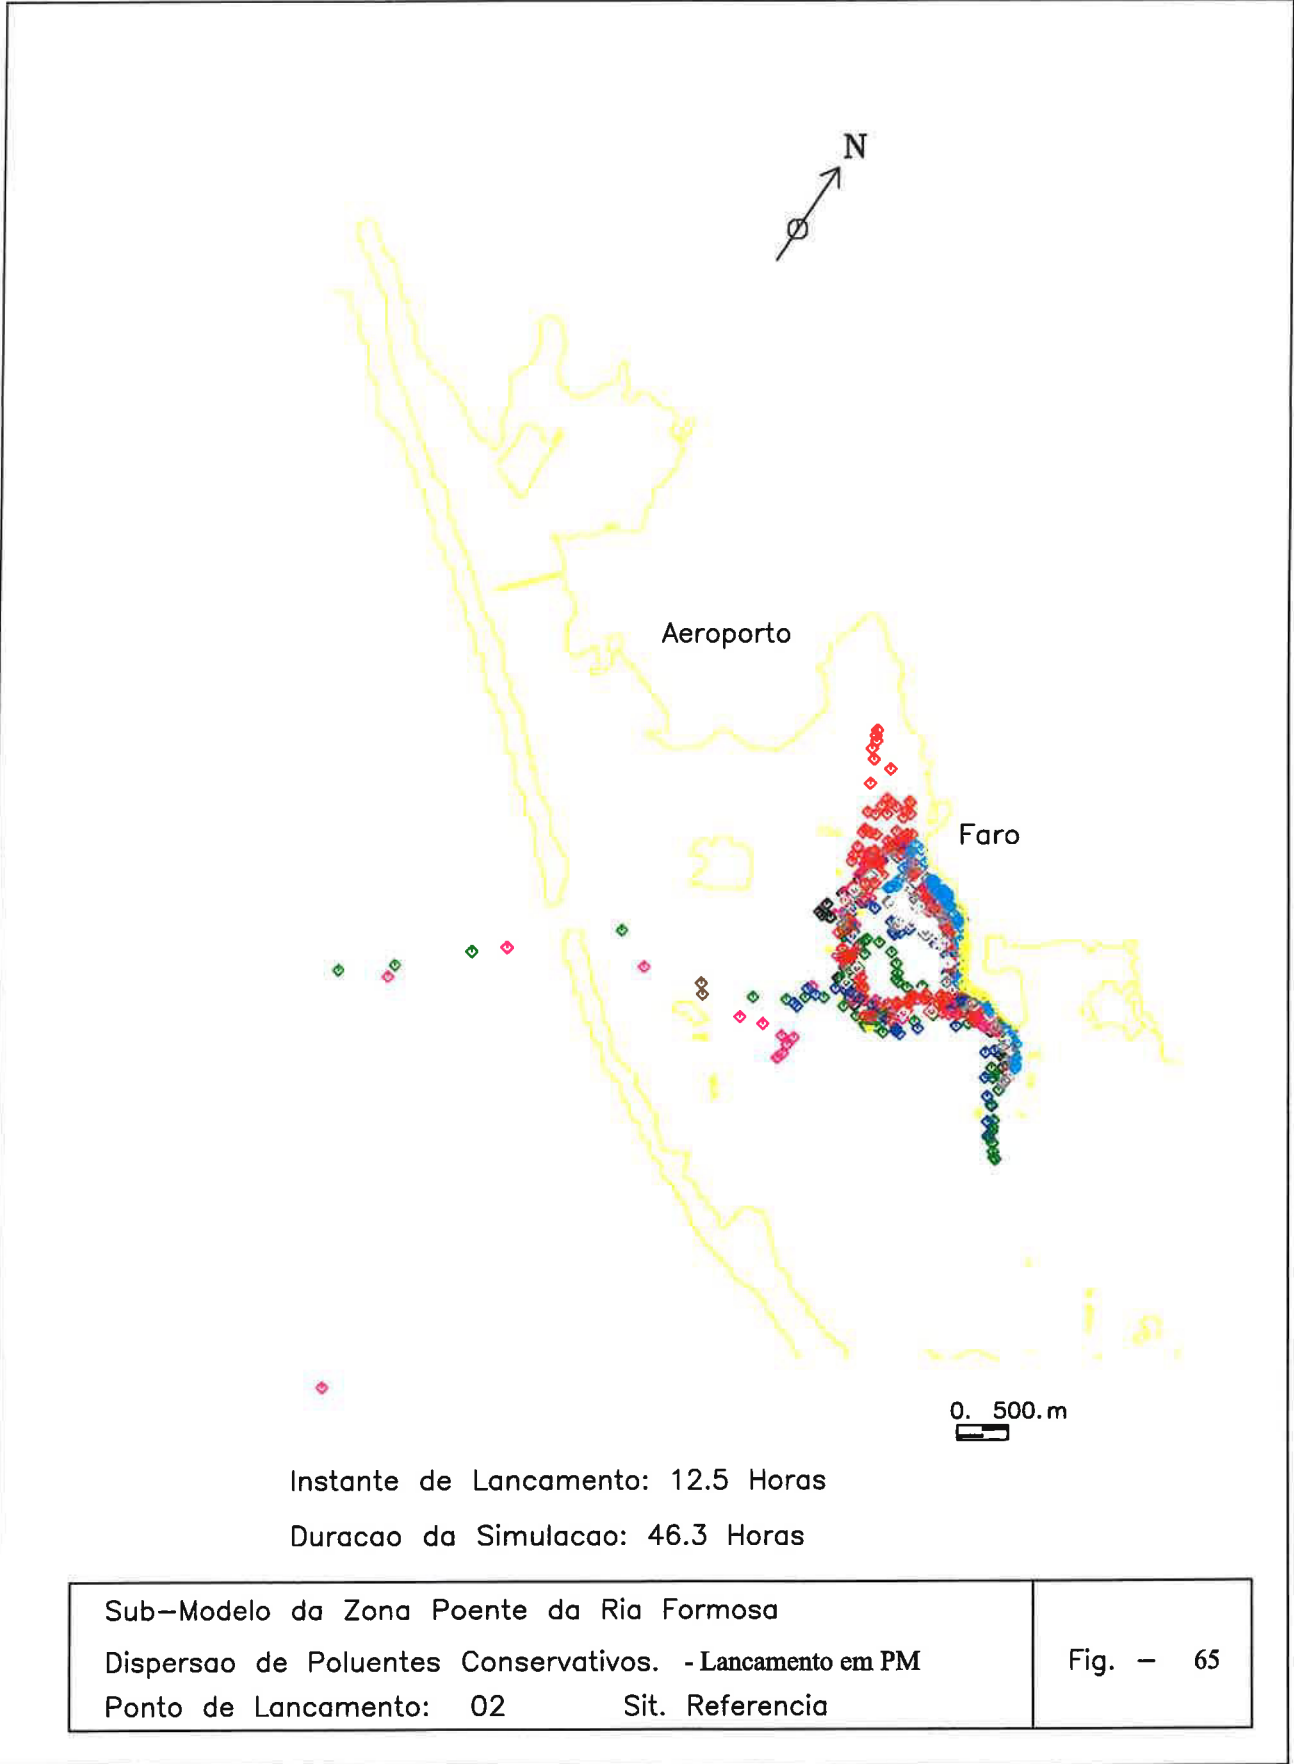 N
Aeroporto
Faro
0. 500.m
Instante de Lancamento: 12.5 Horas
Duracao da Simulacao: 46.3 Horas
Sub-Modelo da Zona Poente da Ria Formosa
Dispersao de Poluentes Conservativos. - Lancamento em PM
Ponto de Lancamento: 02 Sit. Referencia
Fig. - 65